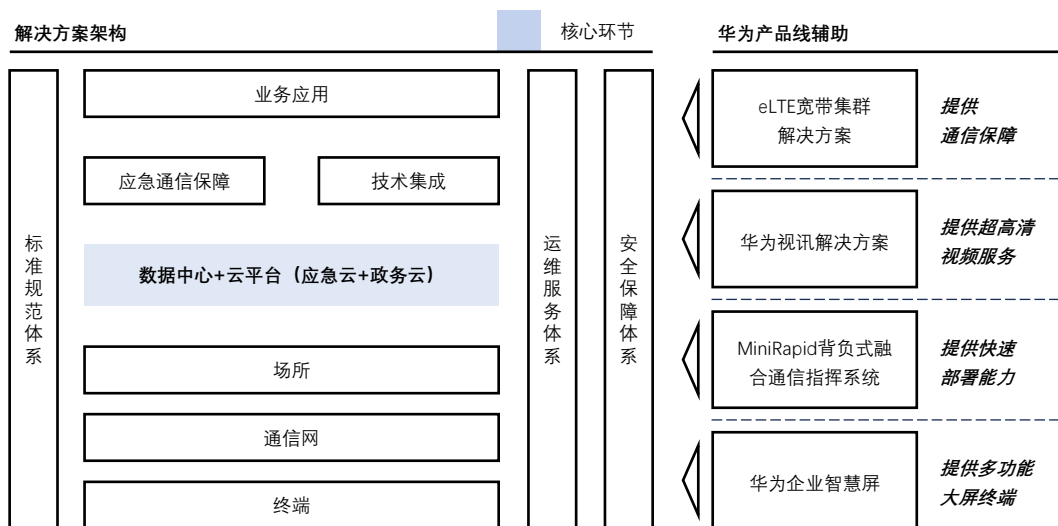 解决方案架构
核心环节
华为产品线辅助
标准规范体系
业务应用
应急通信保障
技术集成
数据中心+云平台（应急云+政务云）
场所
通信网
终端
运维服务体系
安全保障体系
eLTE宽带集群
解决方案
提供
通信保障
华为视讯解决方案
提供超高清
视频服务
MiniRapid背负式融
合通信指挥系统
提供快速
部署能力
华为企业智慧屏
提供多功能
大屏终端